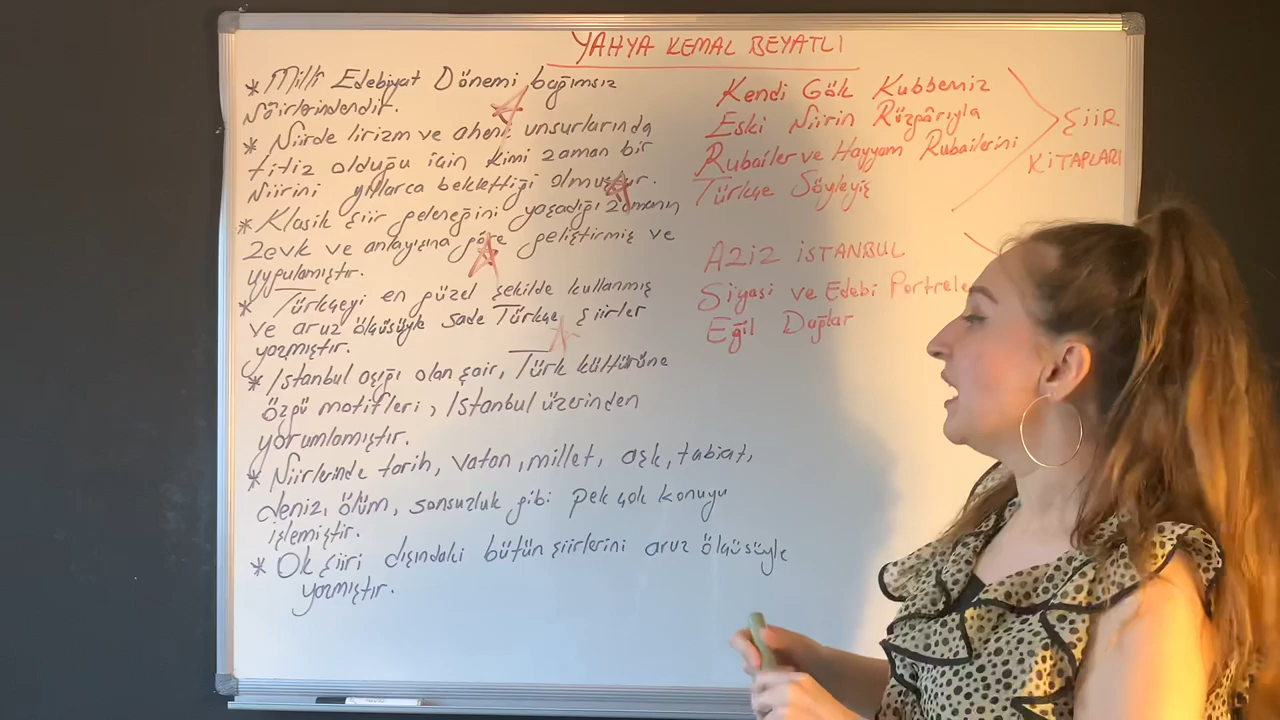 YAHYA KEMAL BEYATLI
* Milli Edebiyat Dönemi bağımsız
şairlerindendir.
* Şiirde lirizm ve ahenk unsurlarında
titiz olduğu için kimi zaman bir
şiirini yıllarca beklettiği olmuştur.
* Klasik şiir geleneğini yaşadığı zamanın
zevk ve anlayışına göre geliştirmiş ve
uygulamıştır.
* Türkçeyi en güzel şekilde kullanmış
ve aruz ölçüsüyle sade Türkçe şiirler
yazmıştır.
* İstanbul aşığı olan şair, Türk kültürüne
özgü motifleri, İstanbul üzerinden
yorumlamıştır.
* Şiirlerinde tarih, vatan, millet, aşk, tabiat,
deniz, ölüm, sonsuzluk gibi pek çok konuyu
işlemiştir.
* Ok şiiri dışındaki bütün şiirlerini aruz ölçüsüyle
yazmıştır.
Kendi Gök Kubbemiz
Eski Şiirin Rüzgârıyla
Rubailer ve Hayyam Rubailerini
Türkçe Söyleyiş
ŞİİR
KİTAPLARI
AZİZ İSTANBUL
Siyasi ve Edebi Portrele
Eğil Dağlar